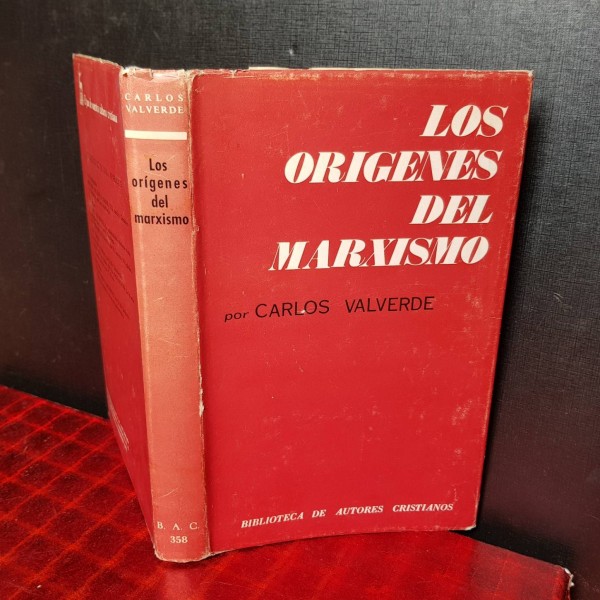 CARLOS
VALVERDE
Los
orígenes
del
marxismo
B. A. C.
358
LOS
ORIGENES
DEL
MARXISMO
por CARLOS VALVERDE
BIBLIOTECA DE AUTORES CRISTIANOS